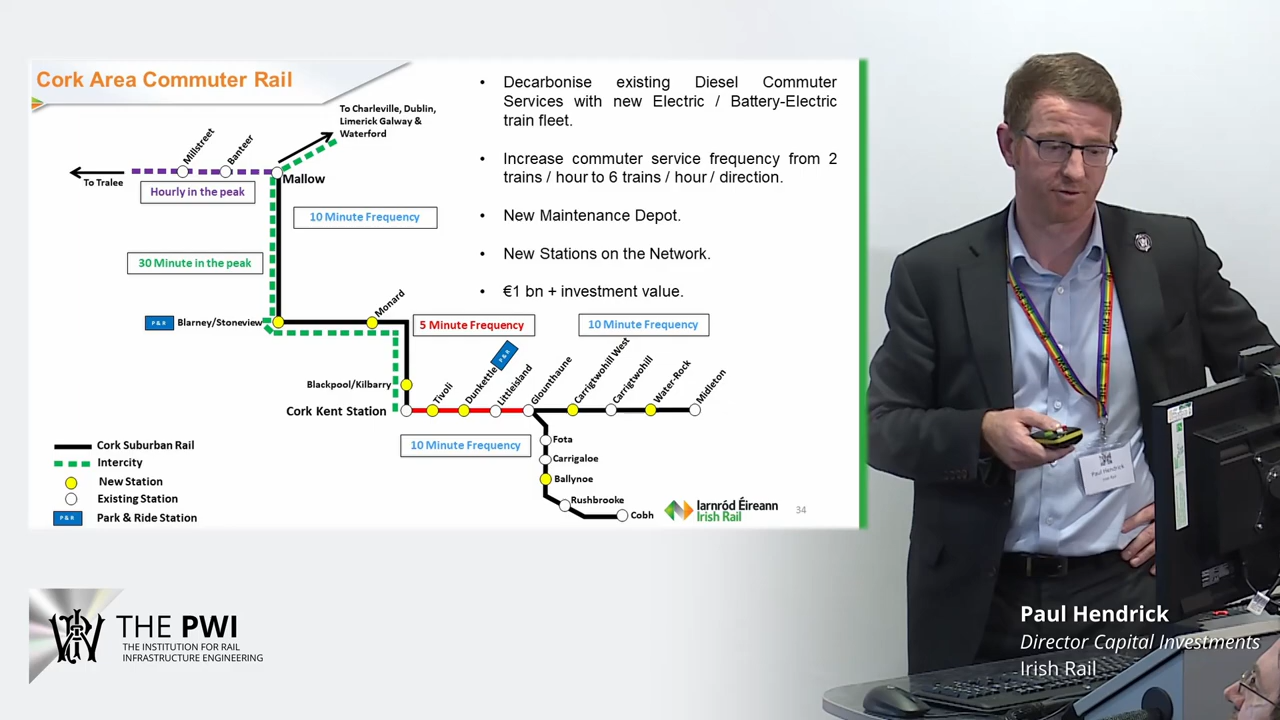 Cork Area Commuter Rail
To Charleville, Dublin,
Limerick Galway &
Waterford
Millstreet
Banteer
To Tralee
Mallow
Hourly in the peak
10 Minute Frequency
30 Minute in the peak
P & R
Blarney/Stoneview
Monard
5 Minute Frequency
10 Minute Frequency
Blackpool/Kilbarry
Cork Kent Station
Tivoli
Dunkettle
P & R
Littleisland
Glounthaune
Carrigtwohill West
Carrigtwohill
Water-Rock
Midleton
10 Minute Frequency
Fota
Carrigaloe
Ballynoe
Rushbrooke
Cobh
Cork Suburban Rail
Intercity
New Station
Existing Station
P & R
Park & Ride Station
• Decarbonise existing Diesel Commuter
Services with new Electric / Battery-Electric
train fleet.
• Increase commuter service frequency from 2
trains / hour to 6 trains / hour / direction.
• New Maintenance Depot.
• New Stations on the Network.
• €1 bn + investment value.
Iarnród Éireann
Irish Rail
34
THE PWI
THE INSTITUTION FOR RAIL
INFRASTRUCTURE ENGINEERING
Paul Hendrick
Irish Rail
Paul Hendrick
Director Capital Investments
Irish Rail